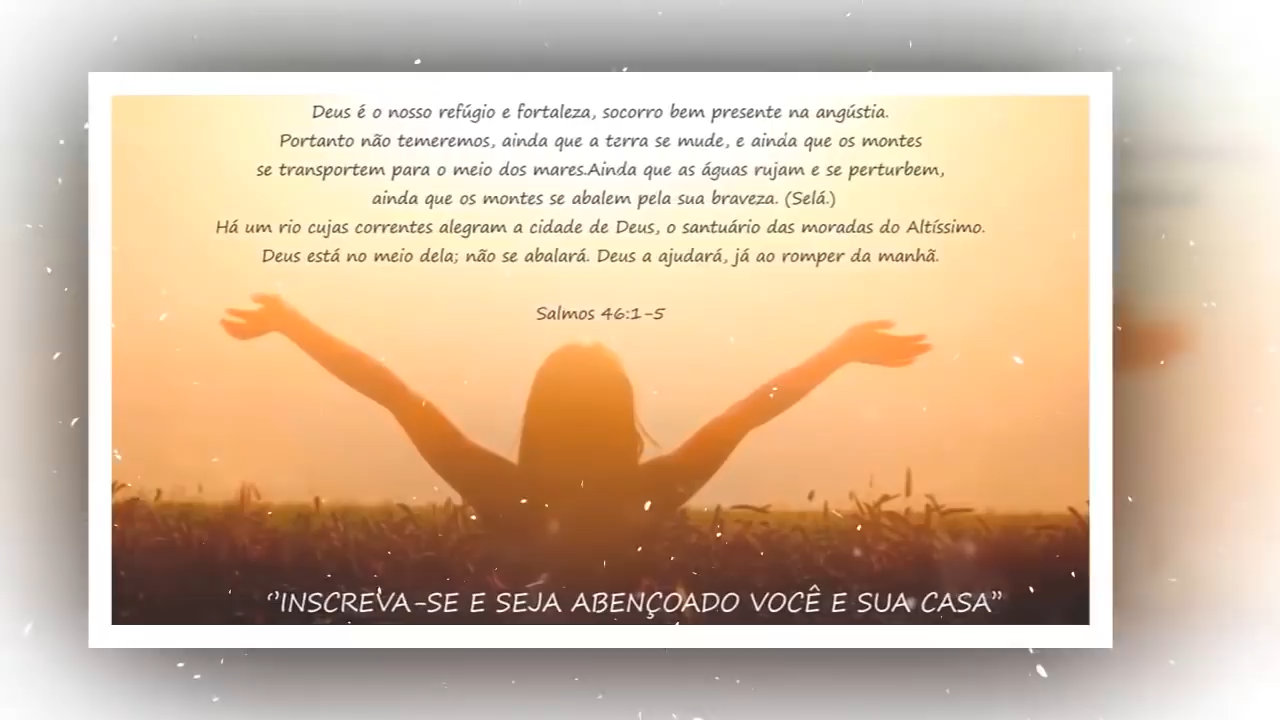 Deus é o nosso refúgio e fortaleza, socorro bem presente na angústia.
Portanto não temeremos, ainda que a terra se mude, e ainda que os montes
se transportem para o meio dos mares.Ainda que as águas rujam e se perturbem,
ainda que os montes se abalem pela sua braveza. (Selá.)
Há um rio cujas correntes alegram a cidade de Deus, o santuário das moradas do Altíssimo.
Deus está no meio dela; não se abalará. Deus a ajudará, já ao romper da manhã.
Salmos 46:1-5
‘’INSCREVA-SE E SEJA ABENÇOADO VOCÊ E SUA CASA’’